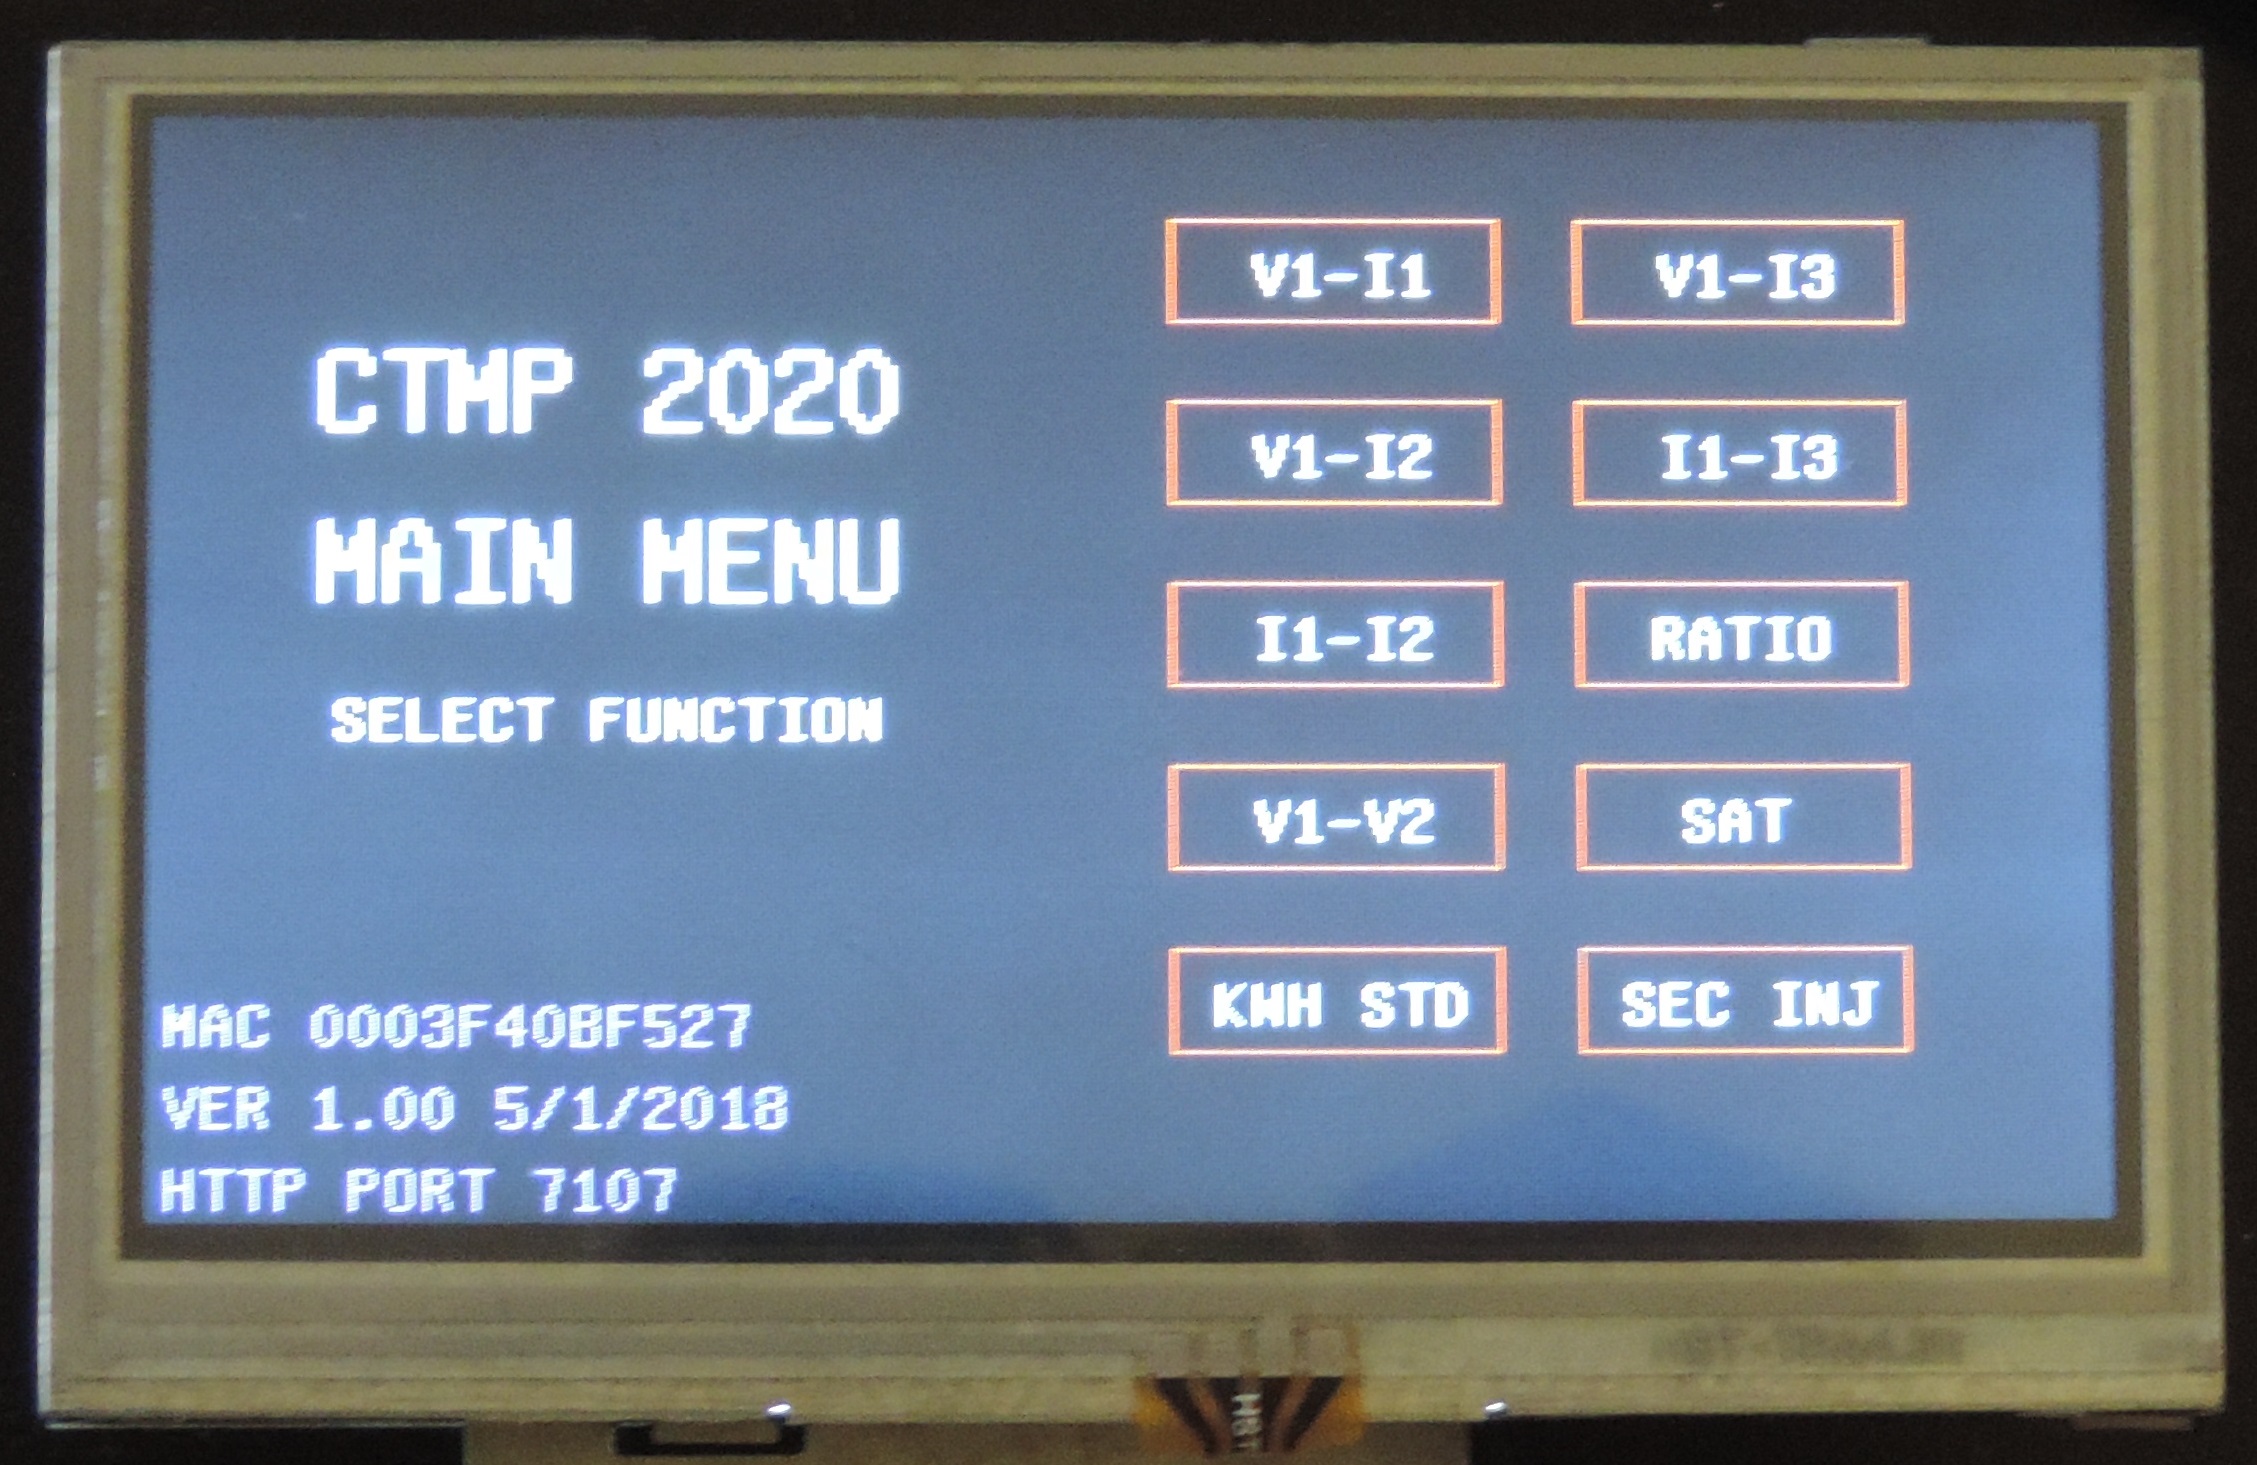 CTMP 2020
MAIN MENU
SELECT FUNCTION
MAC 0003F40BF527
VER 1.00 5/1/2018
HTTP PORT 7107
V1-I1 V1-I3
V1-I2 I1-I3
I1-I2 RATIO
V1-V2 SAT
KWH STD SEC INJ